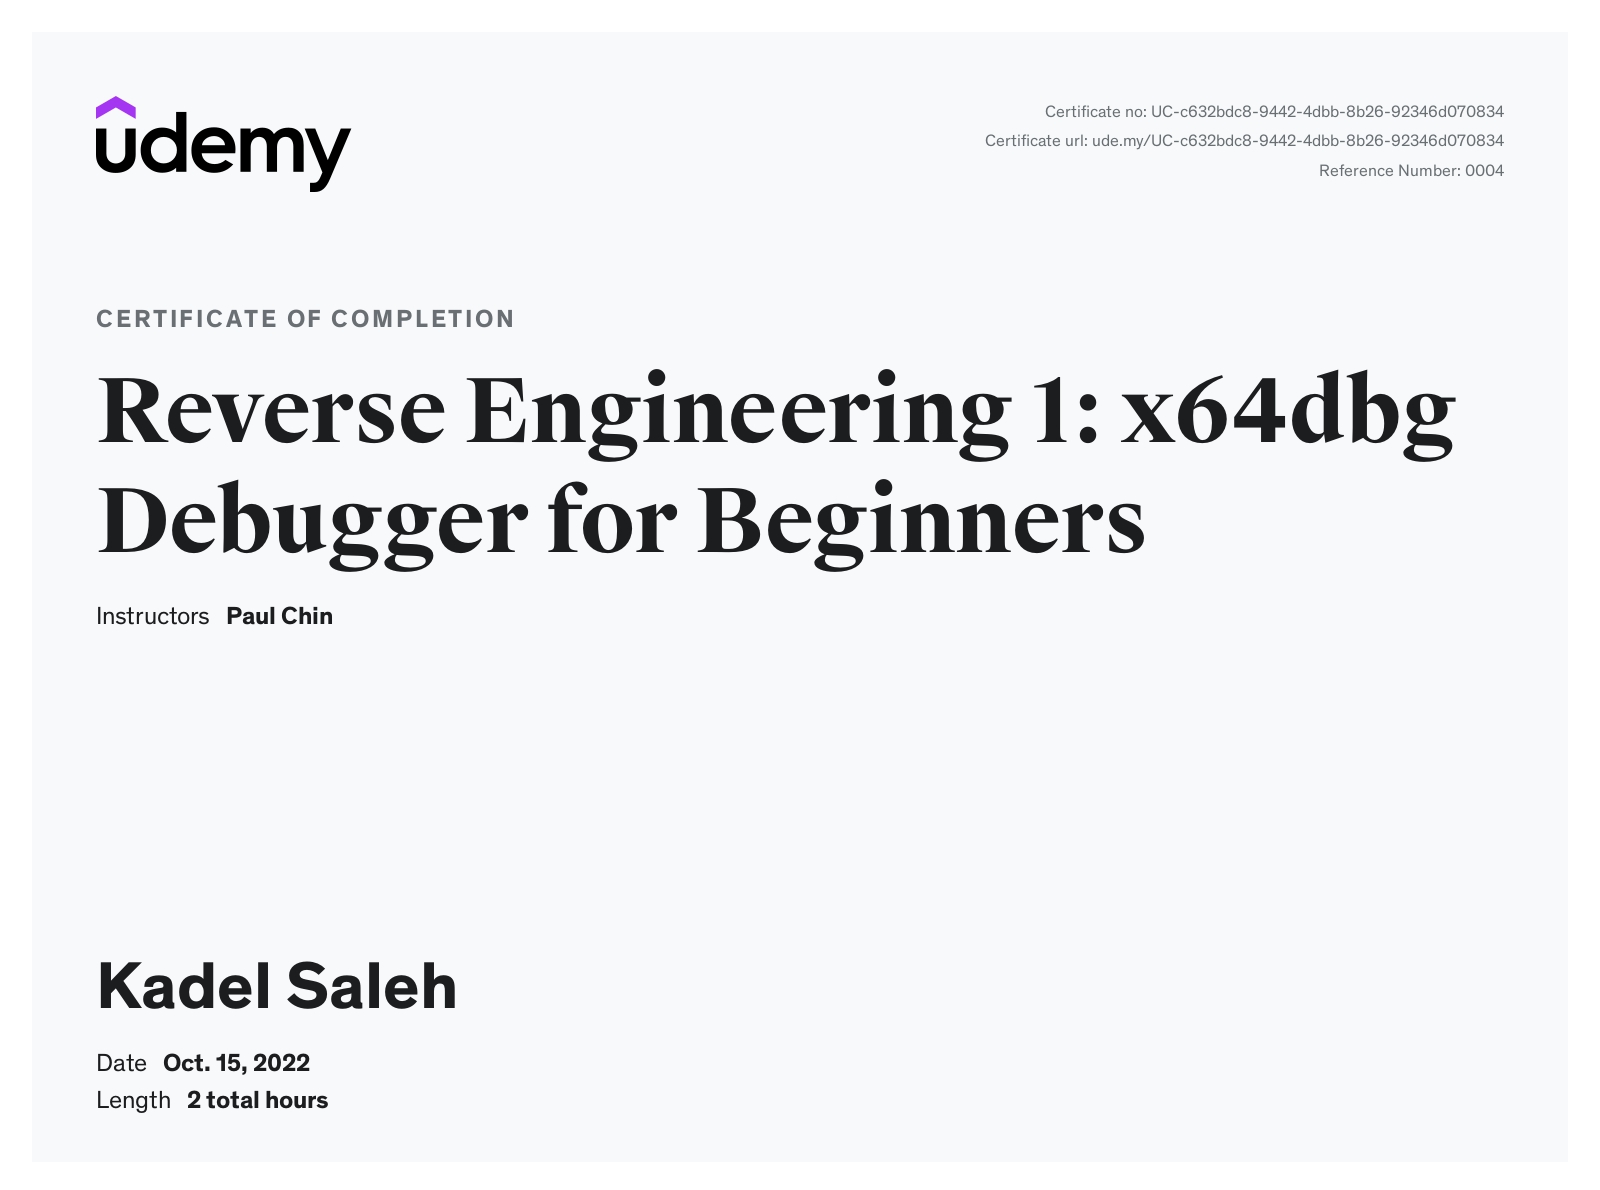 udemy
Certificate no: UC-c632bdc8-9442-4dbb-8b26-92346d070834
Certificate url: ude.my/UC-c632bdc8-9442-4dbb-8b26-92346d070834
Reference Number: 0004
CERTIFICATE OF COMPLETION
Reverse Engineering 1: x64dbg
Debugger for Beginners
Instructors Paul Chin
Kadel Saleh
Date Oct. 15, 2022
Length 2 total hours